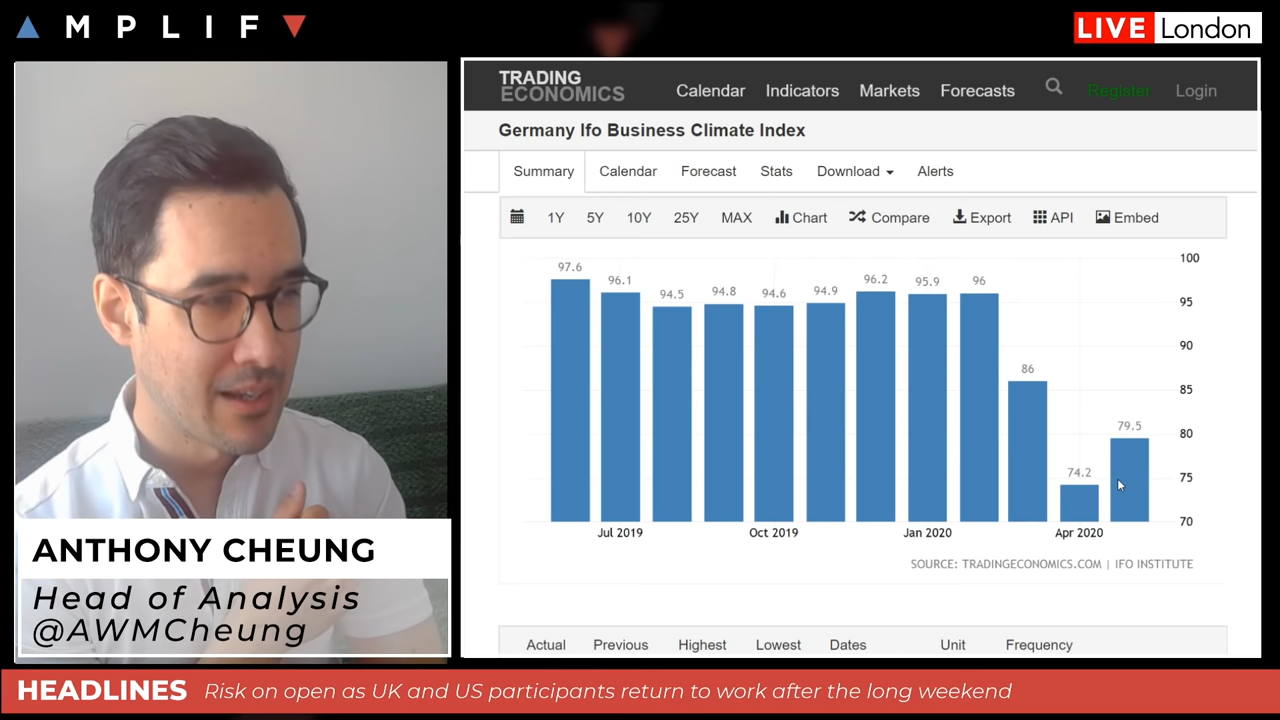 ▲ M P L I F ▼
LIVE London
TRADING
ECONOMICS
Calendar Indicators Markets Forecasts Register Login
Germany Ifo Business Climate Index
Summary Calendar Forecast Stats Download Alerts
1Y 5Y 10Y 25Y MAX Chart Compare Export API Embed
97.6 96.1 94.5 94.8 94.6 94.9 96.2 95.9 96 86 74.2 79.5
100
95
90
85
80
75
70
Jul 2019 Oct 2019 Jan 2020 Apr 2020
SOURCE: TRADINGECONOMICS.COM | IFO INSTITUTE
Actual Previous Highest Lowest Dates Unit Frequency
ANTHONY CHEUNG
Head of Analysis
@AWMCheung
HEADLINES Risk on open as UK and US participants return to work after the long weekend